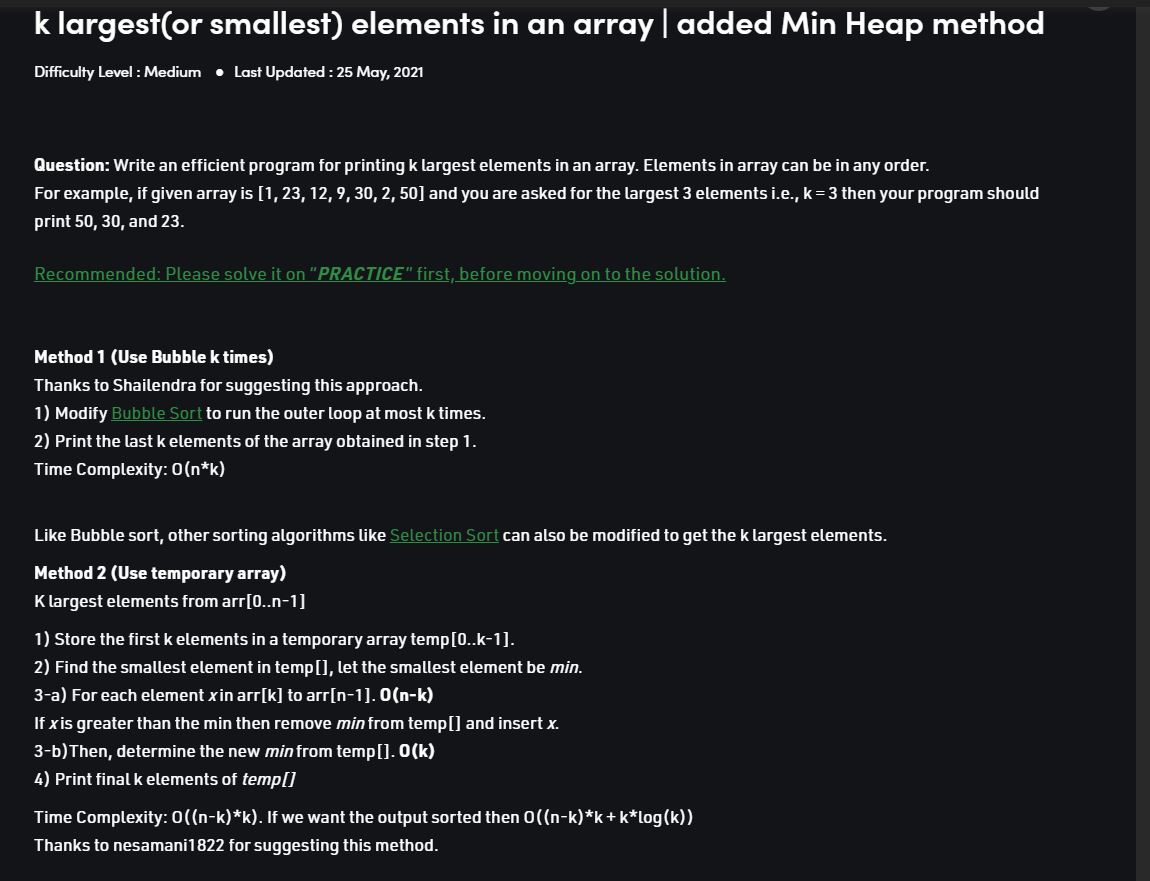 k largest(or smallest) elements in an array | added Min Heap method
Difficulty Level : Medium ● Last Updated : 25 May, 2021
Question: Write an efficient program for printing k largest elements in an array. Elements in array can be in any order.
For example, if given array is [1, 23, 12, 9, 30, 2, 50] and you are asked for the largest 3 elements i.e., k = 3 then your program should
print 50, 30, and 23.
Recommended: Please solve it on "PRACTICE" first, before moving on to the solution.
Method 1 (Use Bubble k times)
Thanks to Shailendra for suggesting this approach.
1) Modify Bubble Sort to run the outer loop at most k times.
2) Print the last k elements of the array obtained in step 1.
Time Complexity: O(n*k)
Like Bubble sort, other sorting algorithms like Selection Sort can also be modified to get the k largest elements.
Method 2 (Use temporary array)
K largest elements from arr[0..n-1]
1) Store the first k elements in a temporary array temp[0..k-1].
2) Find the smallest element in temp[], let the smallest element be min.
3-a) For each element x in arr[k] to arr[n-1]. O(n-k)
If x is greater than the min then remove min from temp[] and insert x.
3-b)Then, determine the new min from temp[]. O(k)
4) Print final k elements of temp[]
Time Complexity: O((n-k)*k). If we want the output sorted then O((n-k)*k + k*log(k))
Thanks to nesamani1822 for suggesting this method.